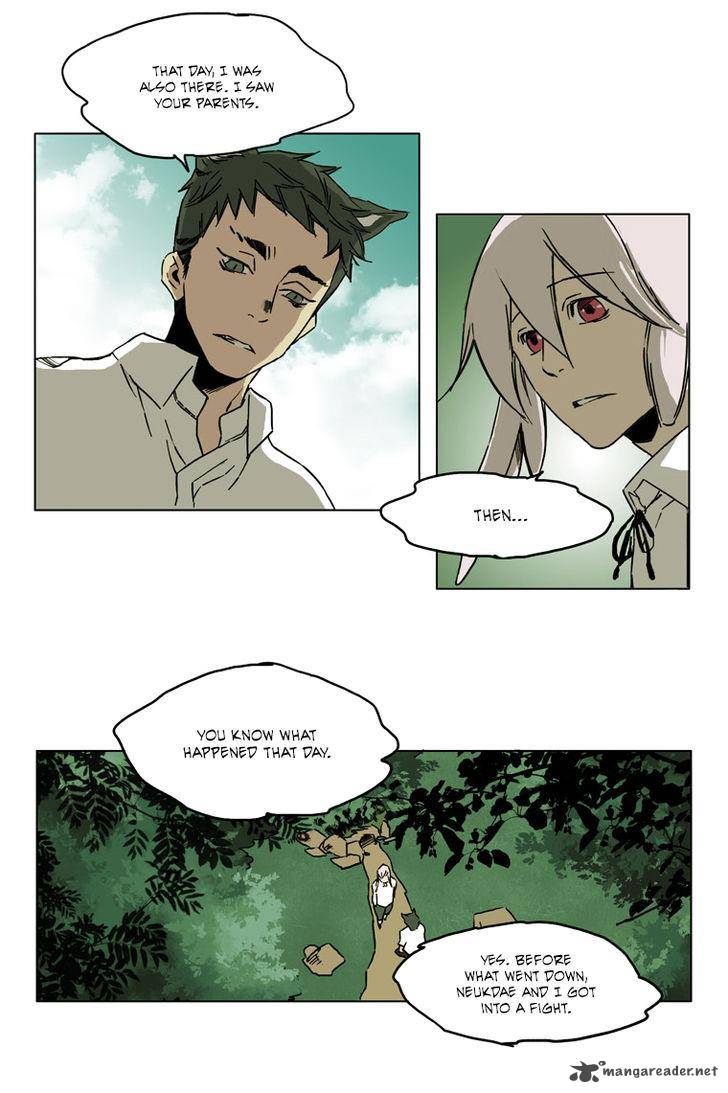 THAT DAY, I WAS
ALSO THERE. I SAW
YOUR PARENTS.
THEN...
YOU KNOW WHAT
HAPPENED THAT DAY.
YES. BEFORE
WHAT WENT DOWN,
NEUKDAE AND I GOT
INTO A FIGHT.
mangareader.net